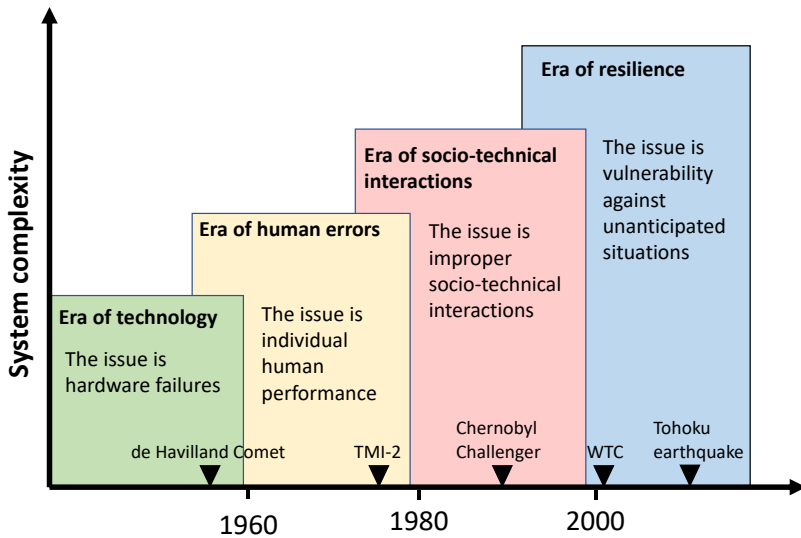 System complexity
Era of resilience
The issue is
vulnerability
against
unanticipated
situations
Era of socio-technical
interactions
The issue is
improper
socio-technical
interactions
Era of human errors
The issue is
individual
human
performance
Era of technology
The issue is
hardware failures
de Havilland Comet
TMI-2
Chernobyl
Challenger
WTC
Tohoku
earthquake
1960
1980
2000